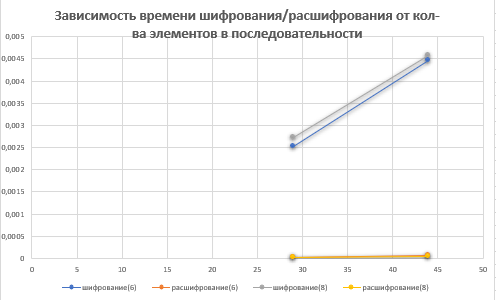 Зависимость времени шифрования/расшифрования от кол-
ва элементов в последовательности
0,005
0,0045
0,004
0,0035
0,003
0,0025
0,002
0,0015
0,001
0,0005
0
0 5 10 15 20 25 30 35 40 45 50
шифрование(6) расшифрование(6) шифрование(8) расшифрование(8)